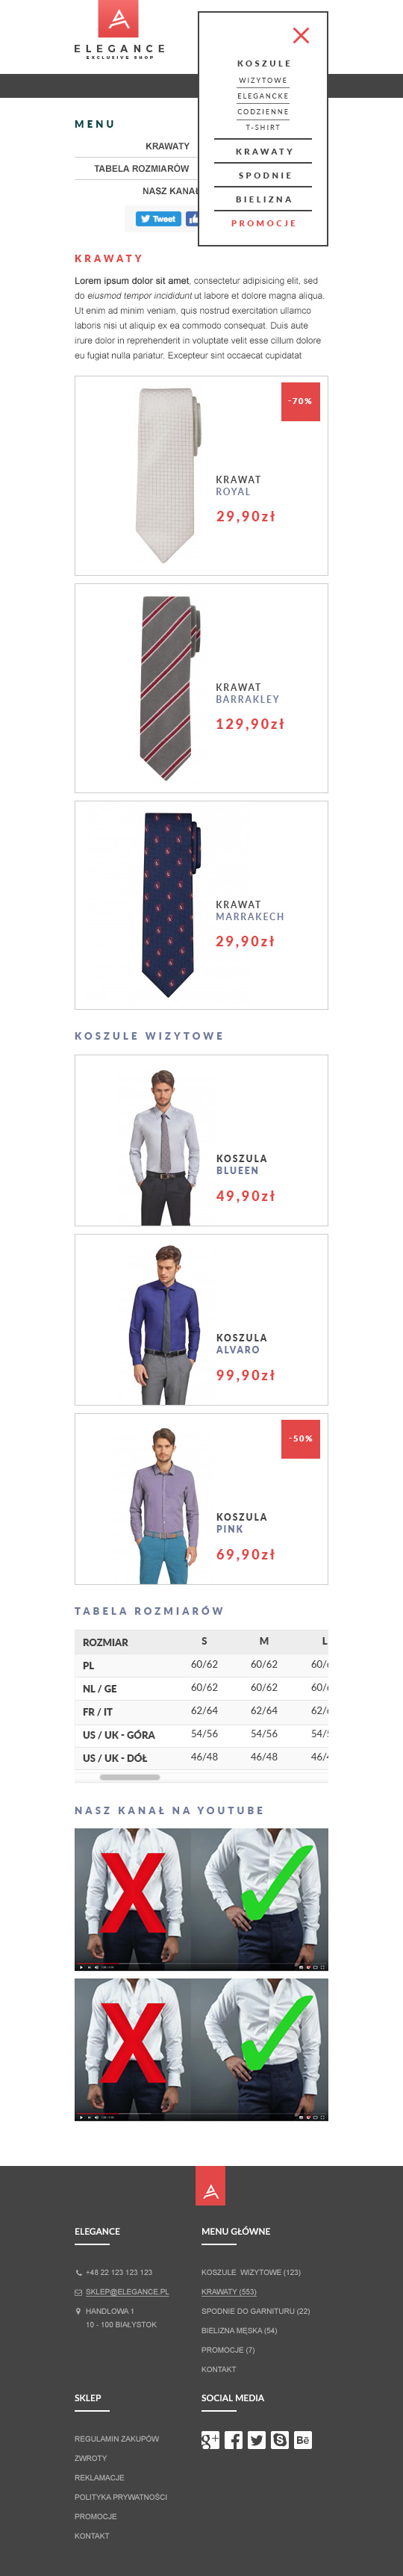 ELEGANCE
EXCLUSIVE SHOP
KOSZULE
WIZYTOWE
ELEGANCKE
CODZIENNE
T-SHIRT
KRAWATY
SPODNIE
BIELIZNA
PROMOCJE
MENU
KRAWATY
TABELA ROZMIARÓW
NASZ KANAŁ
Tweet
KRAWATY
Lorem ipsum dolor sit amet, consectetur adipisicing elit, sed
do eiusmod tempor incididunt ut labore et dolore magna aliqua.
Ut enim ad minim veniam, quis nostrud exercitation ullamco
laboris nisi ut aliquip ex ea commodo consequat. Duis aute
irure dolor in reprehenderit in voluptate velit esse cillum dolore
eu fugiat nulla pariatur. Excepteur sint occaecat cupidatat
-70%
KRAWAT
ROYAL
29,90zł
KRAWAT
BARRAKLEY
129,90zł
KRAWAT
MARRAKECH
29,90zł
KOSZULE WIZYTOWE
KOSZULA
BLUEEN
49,90zł
KOSZULA
ALVARO
99,90zł
-50%
KOSZULA
PINK
69,90zł
TABELA ROZMIARÓW
ROZMIAR S M L
PL 60/62 60/62 60/
NL / GE 60/62 60/62 60/
FR / IT 62/64 62/64 62/
US / UK - GÓRA 54/56 54/56 54/
US / UK - DÓŁ 46/48 46/48 46/
NASZ KANAŁ NA YOUTUBE
ELEGANCE
+48 22 123 123 123
SKLEP@ELEGANCE.PL
HANDLOWA 1
10 - 100 BIAŁYSTOK
MENU GŁÓWNE
KOSZULE WIZYTOWE (123)
KRAWATY (553)
SPODNIE DO GARNITURU (22)
BIELIZNA MĘSKA (54)
PROMOCJE (7)
KONTAKT
SKLEP
REGULAMIN ZAKUPÓW
ZWROTY
REKLAMACJE
POLITYKA PRYWATNOŚCI
PROMOCJE
KONTAKT
SOCIAL MEDIA